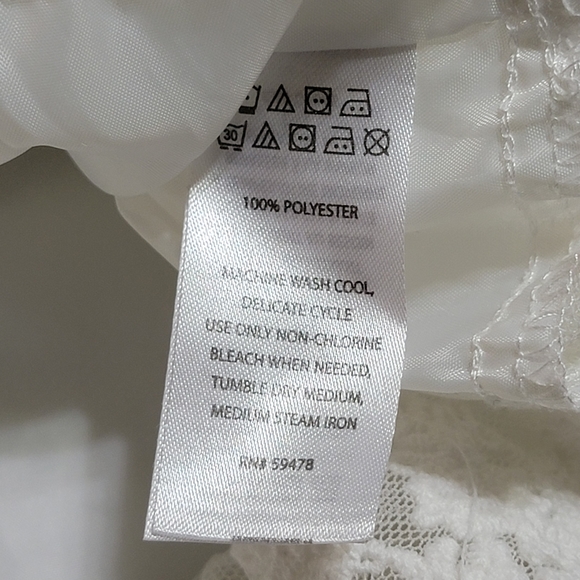 30
100% POLYESTER
MACHINE WASH COOL,
DELICATE CYCLE
USE ONLY NON-CHLORINE
BLEACH WHEN NEEDED,
TUMBLE DRY MEDIUM,
MEDIUM STEAM IRON
RN# 59478